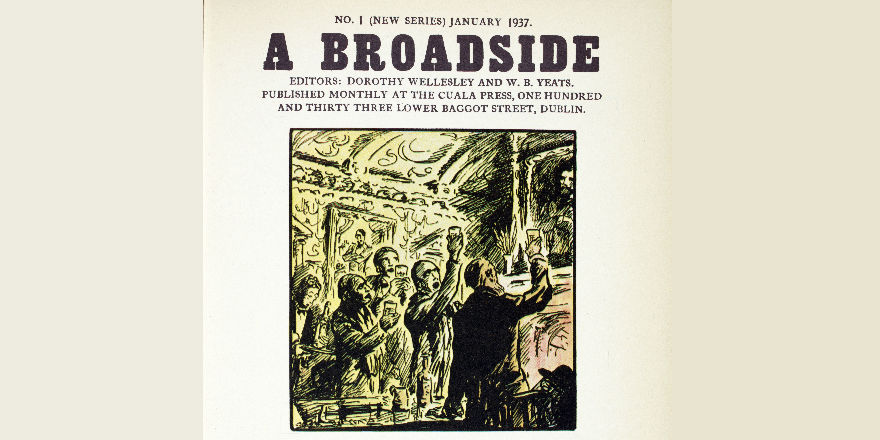 NO. 1 (NEW SERIES) JANUARY 1937.
A BROADSIDE
EDITORS: DOROTHY WELLESLEY AND W. B. YEATS.
PUBLISHED MONTHLY AT THE CUALA PRESS, ONE HUNDRED
AND THIRTY THREE LOWER BAGGOT STREET, DUBLIN.